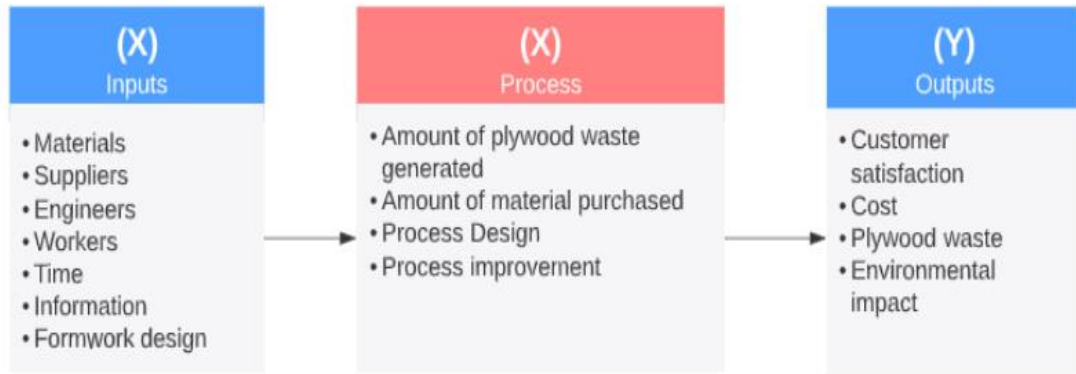 (X)
Inputs
• Materials
• Suppliers
• Engineers
• Workers
• Time
• Information
• Formwork design
(X)
Process
• Amount of plywood waste
generated
• Amount of material purchased
• Process Design
• Process improvement
(Y)
Outputs
• Customer
satisfaction
• Cost
• Plywood waste
• Environmental
impact